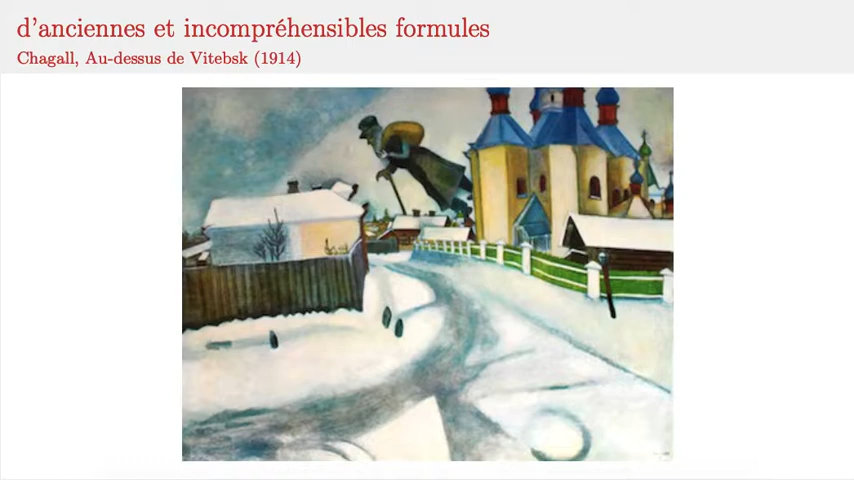 d'anciennes et incompréhensibles formules
Chagall, Au-dessus de Vitebsk (1914)